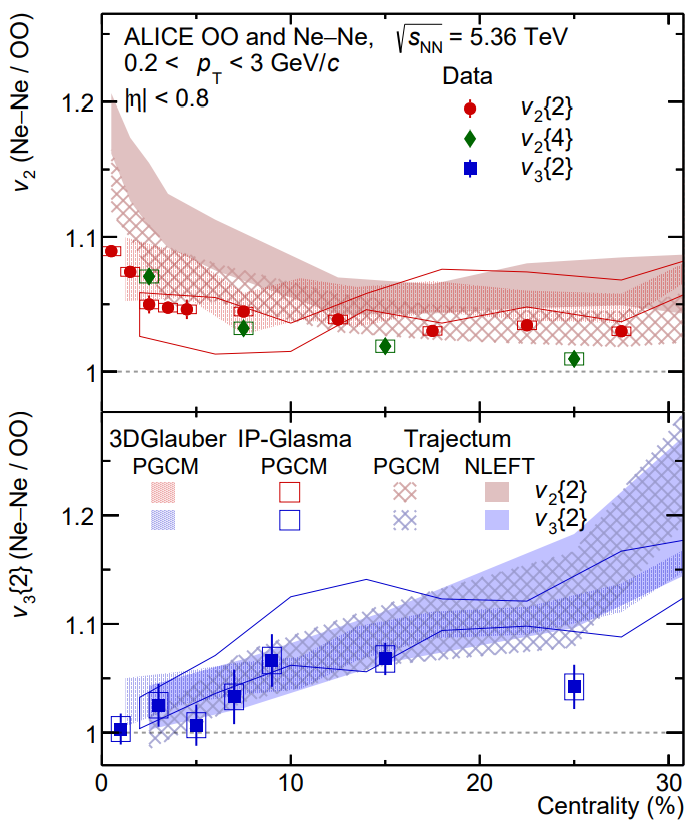 ALICE OO and Ne–Ne, √sNN = 5.36 TeV
0.2 < pT < 3 GeV/c
|η| < 0.8
Data
v2{2}
v2{4}
v3{2}
v2 (Ne–Ne / OO)
1.2
1.1
1
3DGlauber IP-Glasma Trajectum
PGCM PGCM PGCM NLEFT
v2{2}
v3{2}
v3{2} (Ne–Ne / OO)
1.2
1.1
1
0 10 20 30
Centrality (%)